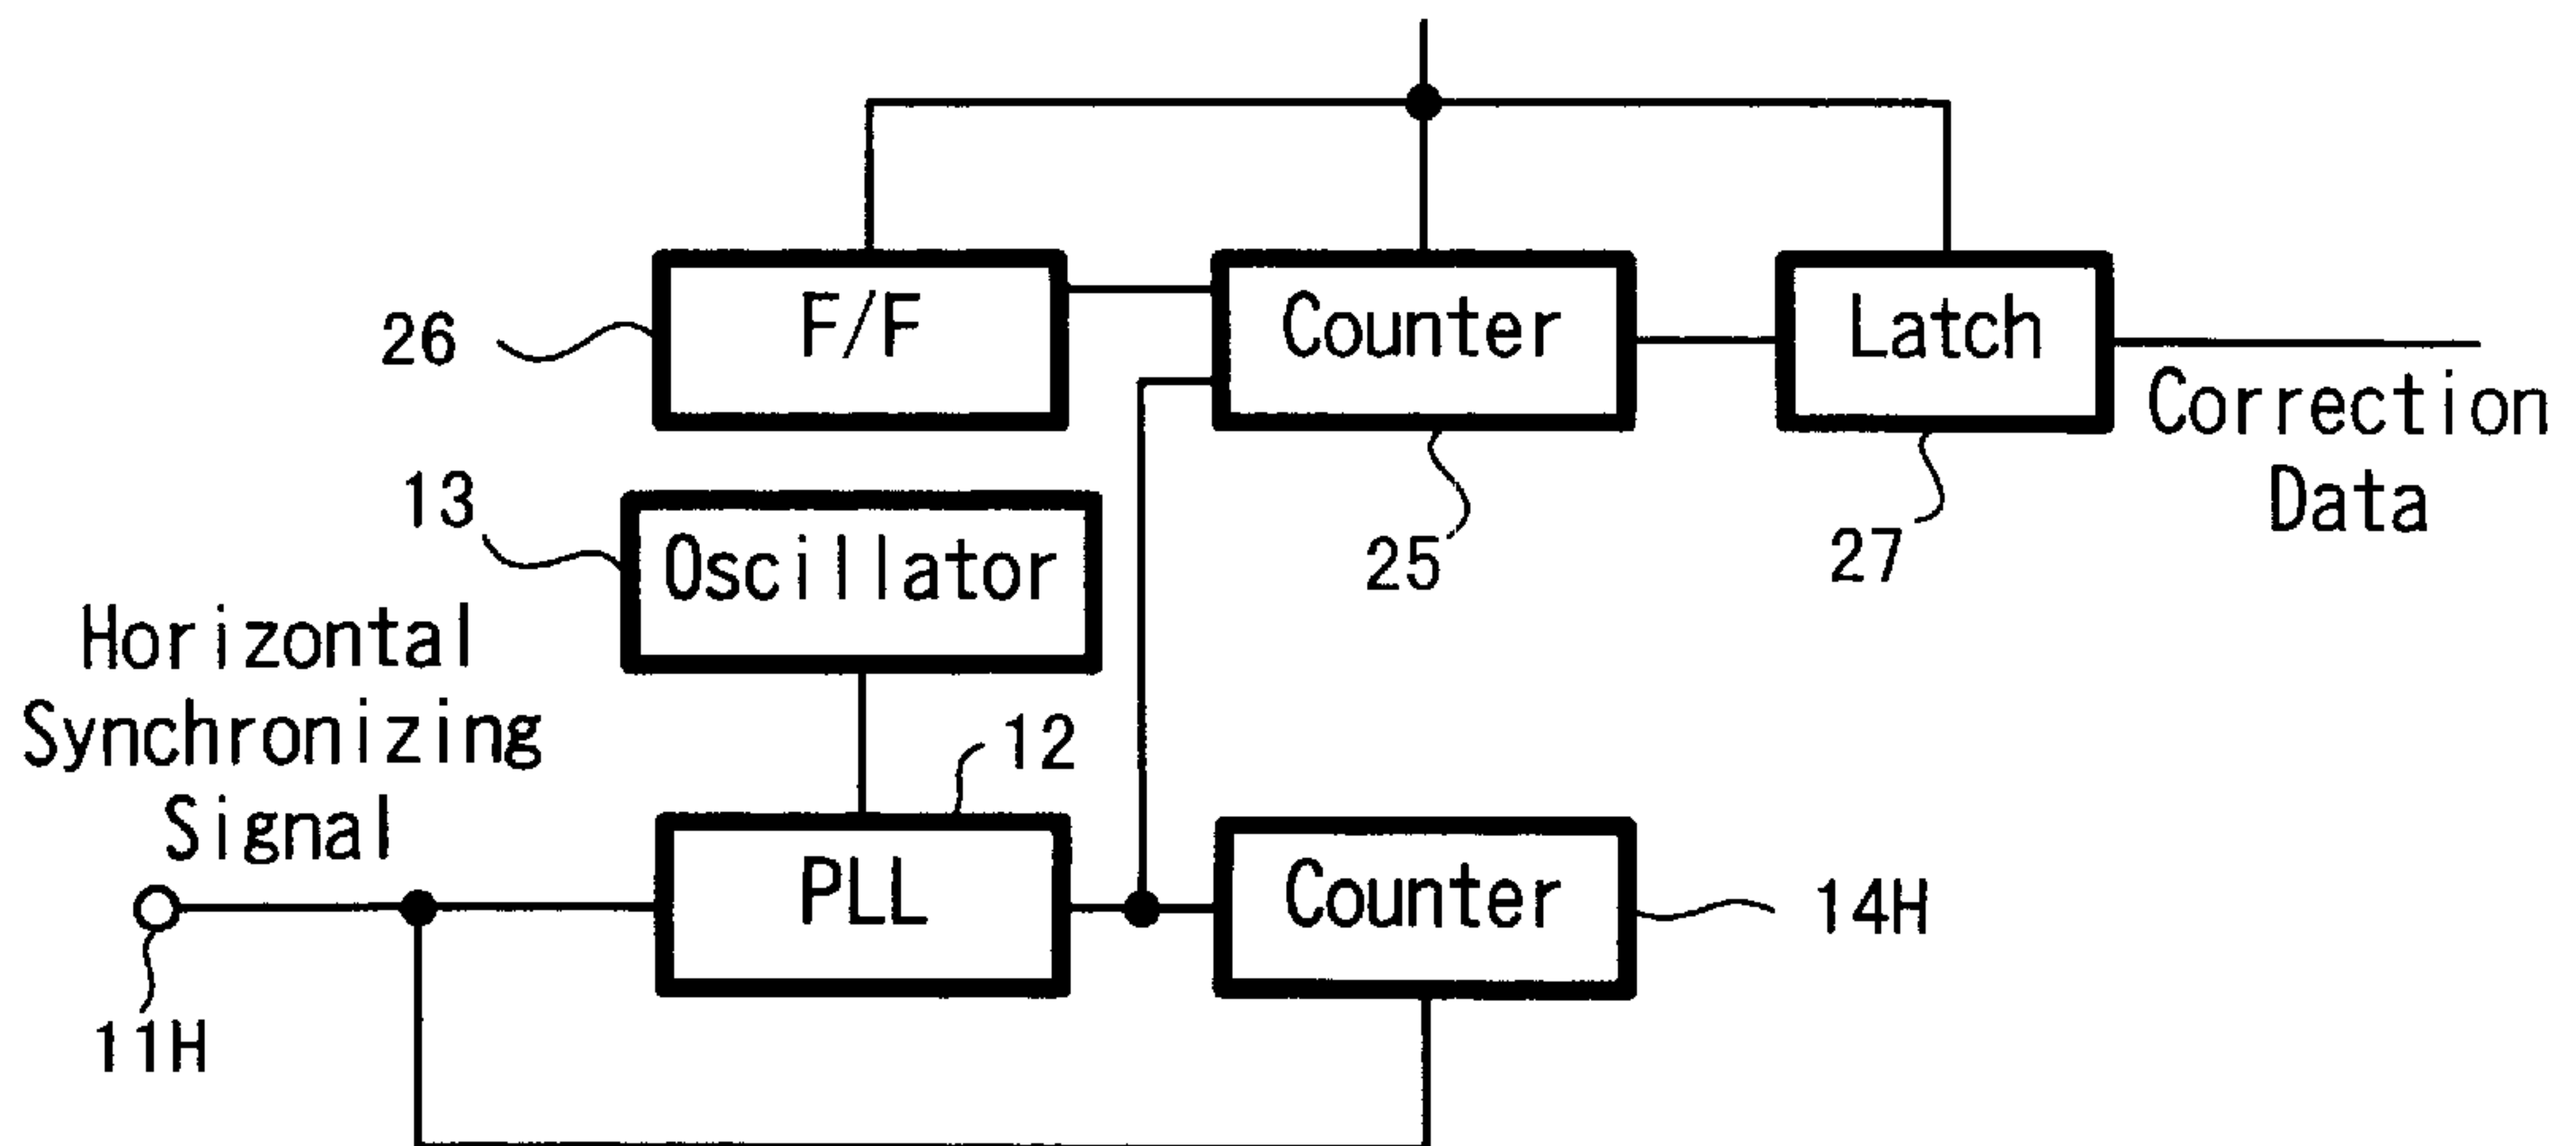 F/F
Counter
Latch
26
Correction
Data
13
Oscillator
25
27
Horizontal
Synchronizing
Signal
12
PLL
Counter
14H
11H